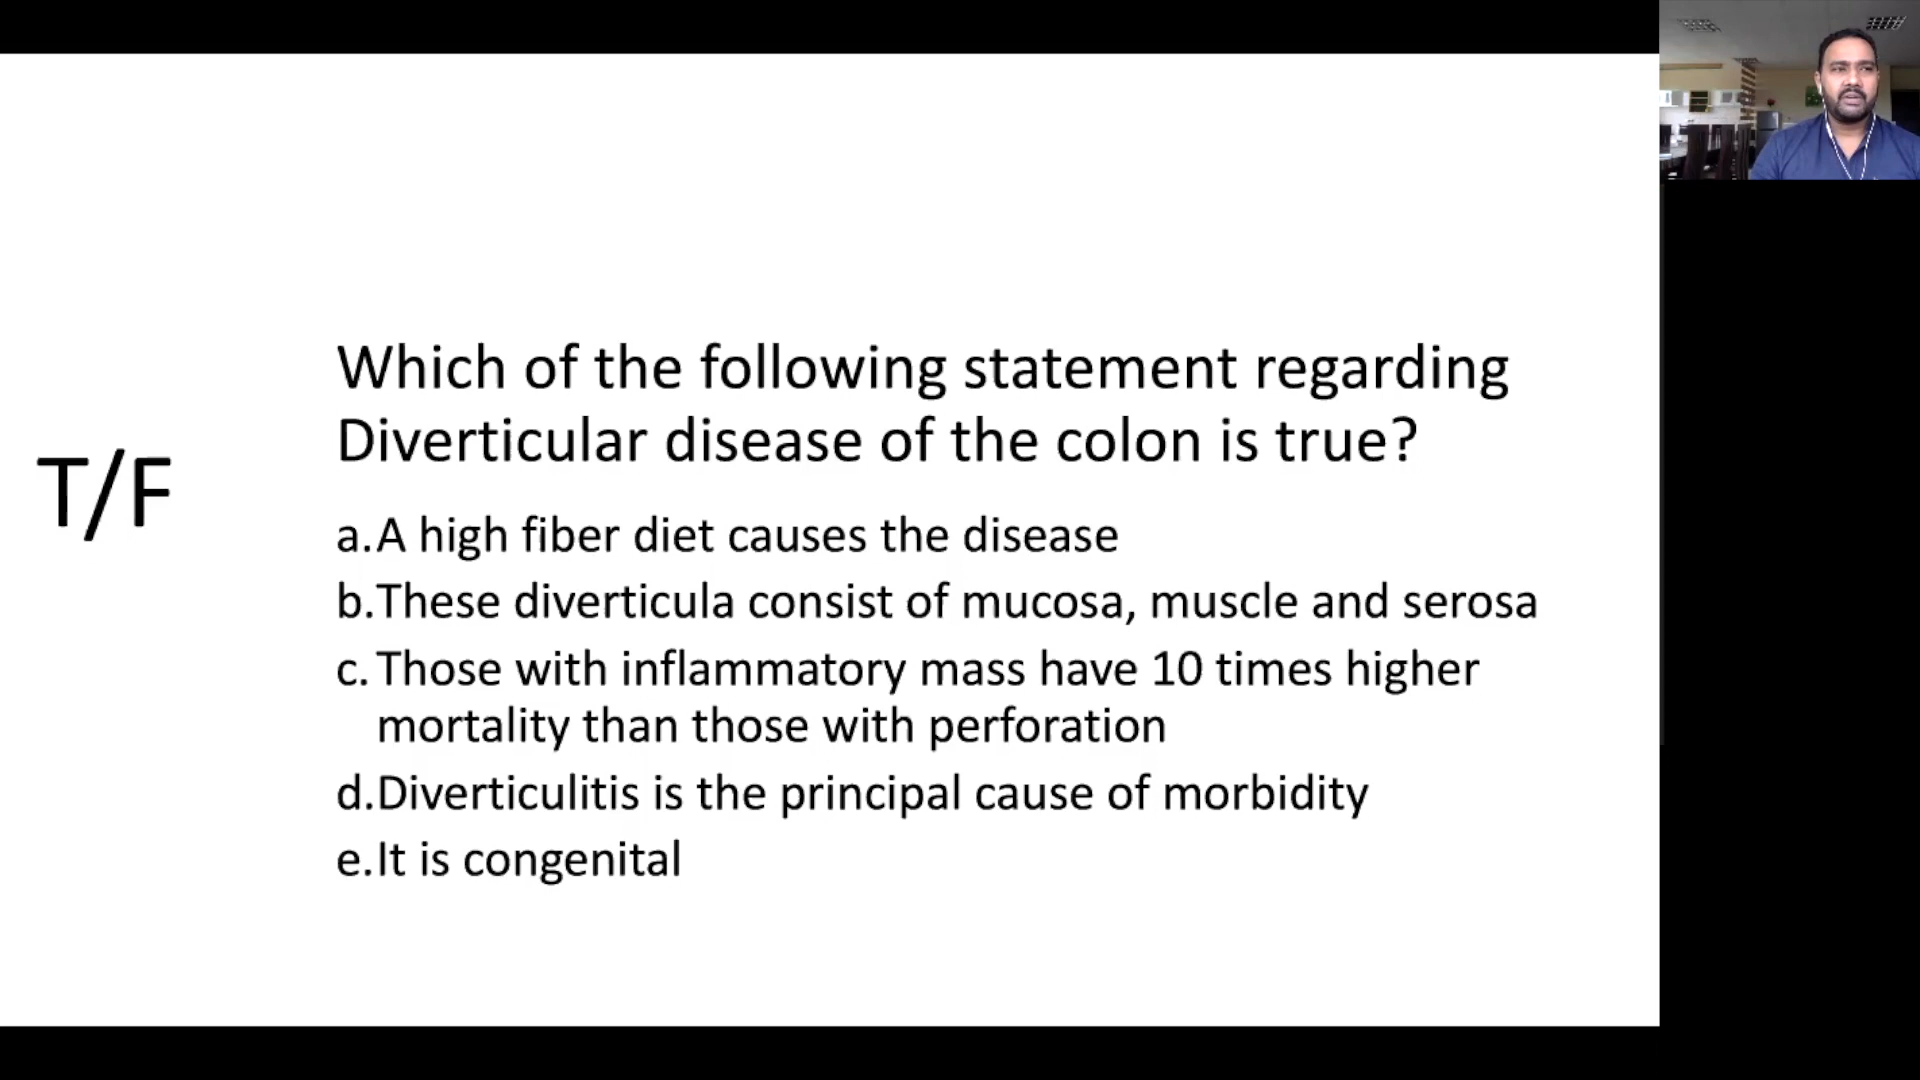 T/F
Which of the following statement regarding
Diverticular disease of the colon is true?
a.A high fiber diet causes the disease
b.These diverticula consist of mucosa, muscle and serosa
c.Those with inflammatory mass have 10 times higher
mortality than those with perforation
d.Diverticulitis is the principal cause of morbidity
e.It is congenital